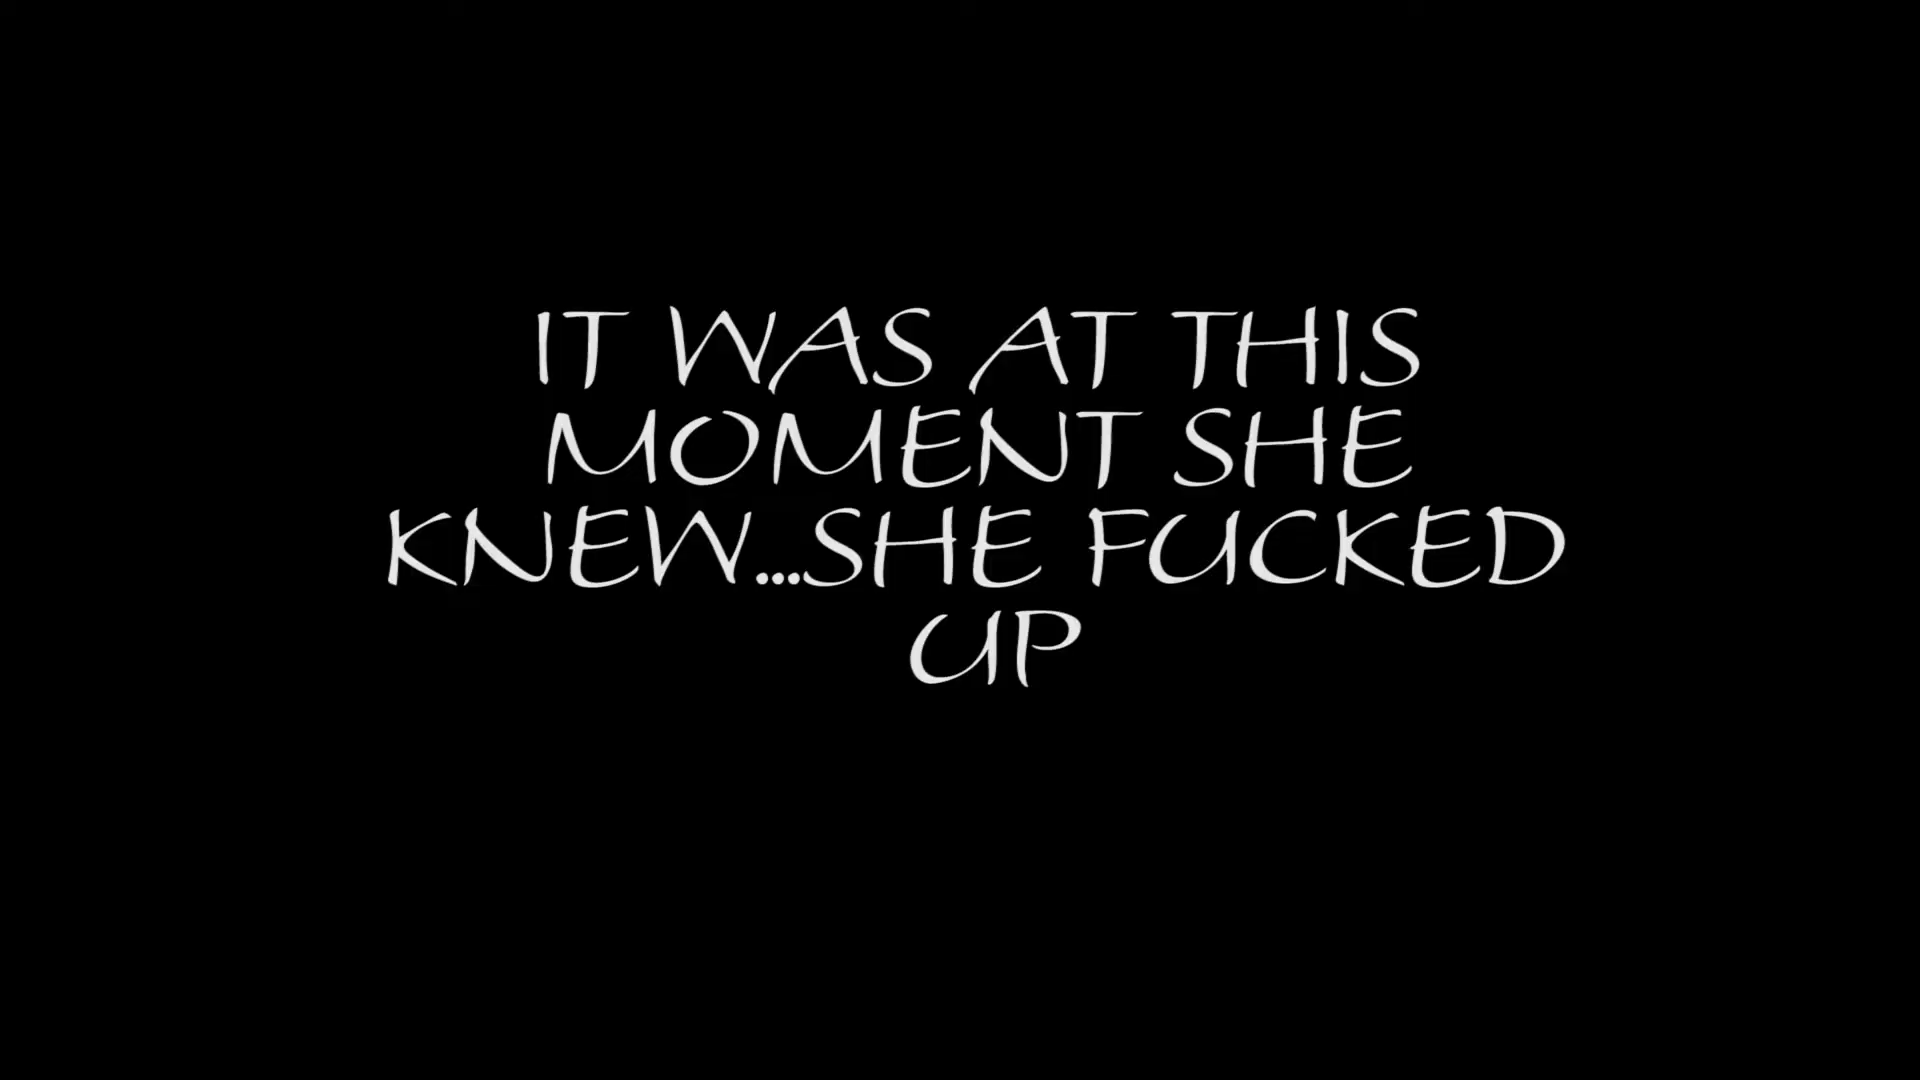 IT WAS AT THIS
MOMENT SHE
KNEW...SHE FUCKED
UP